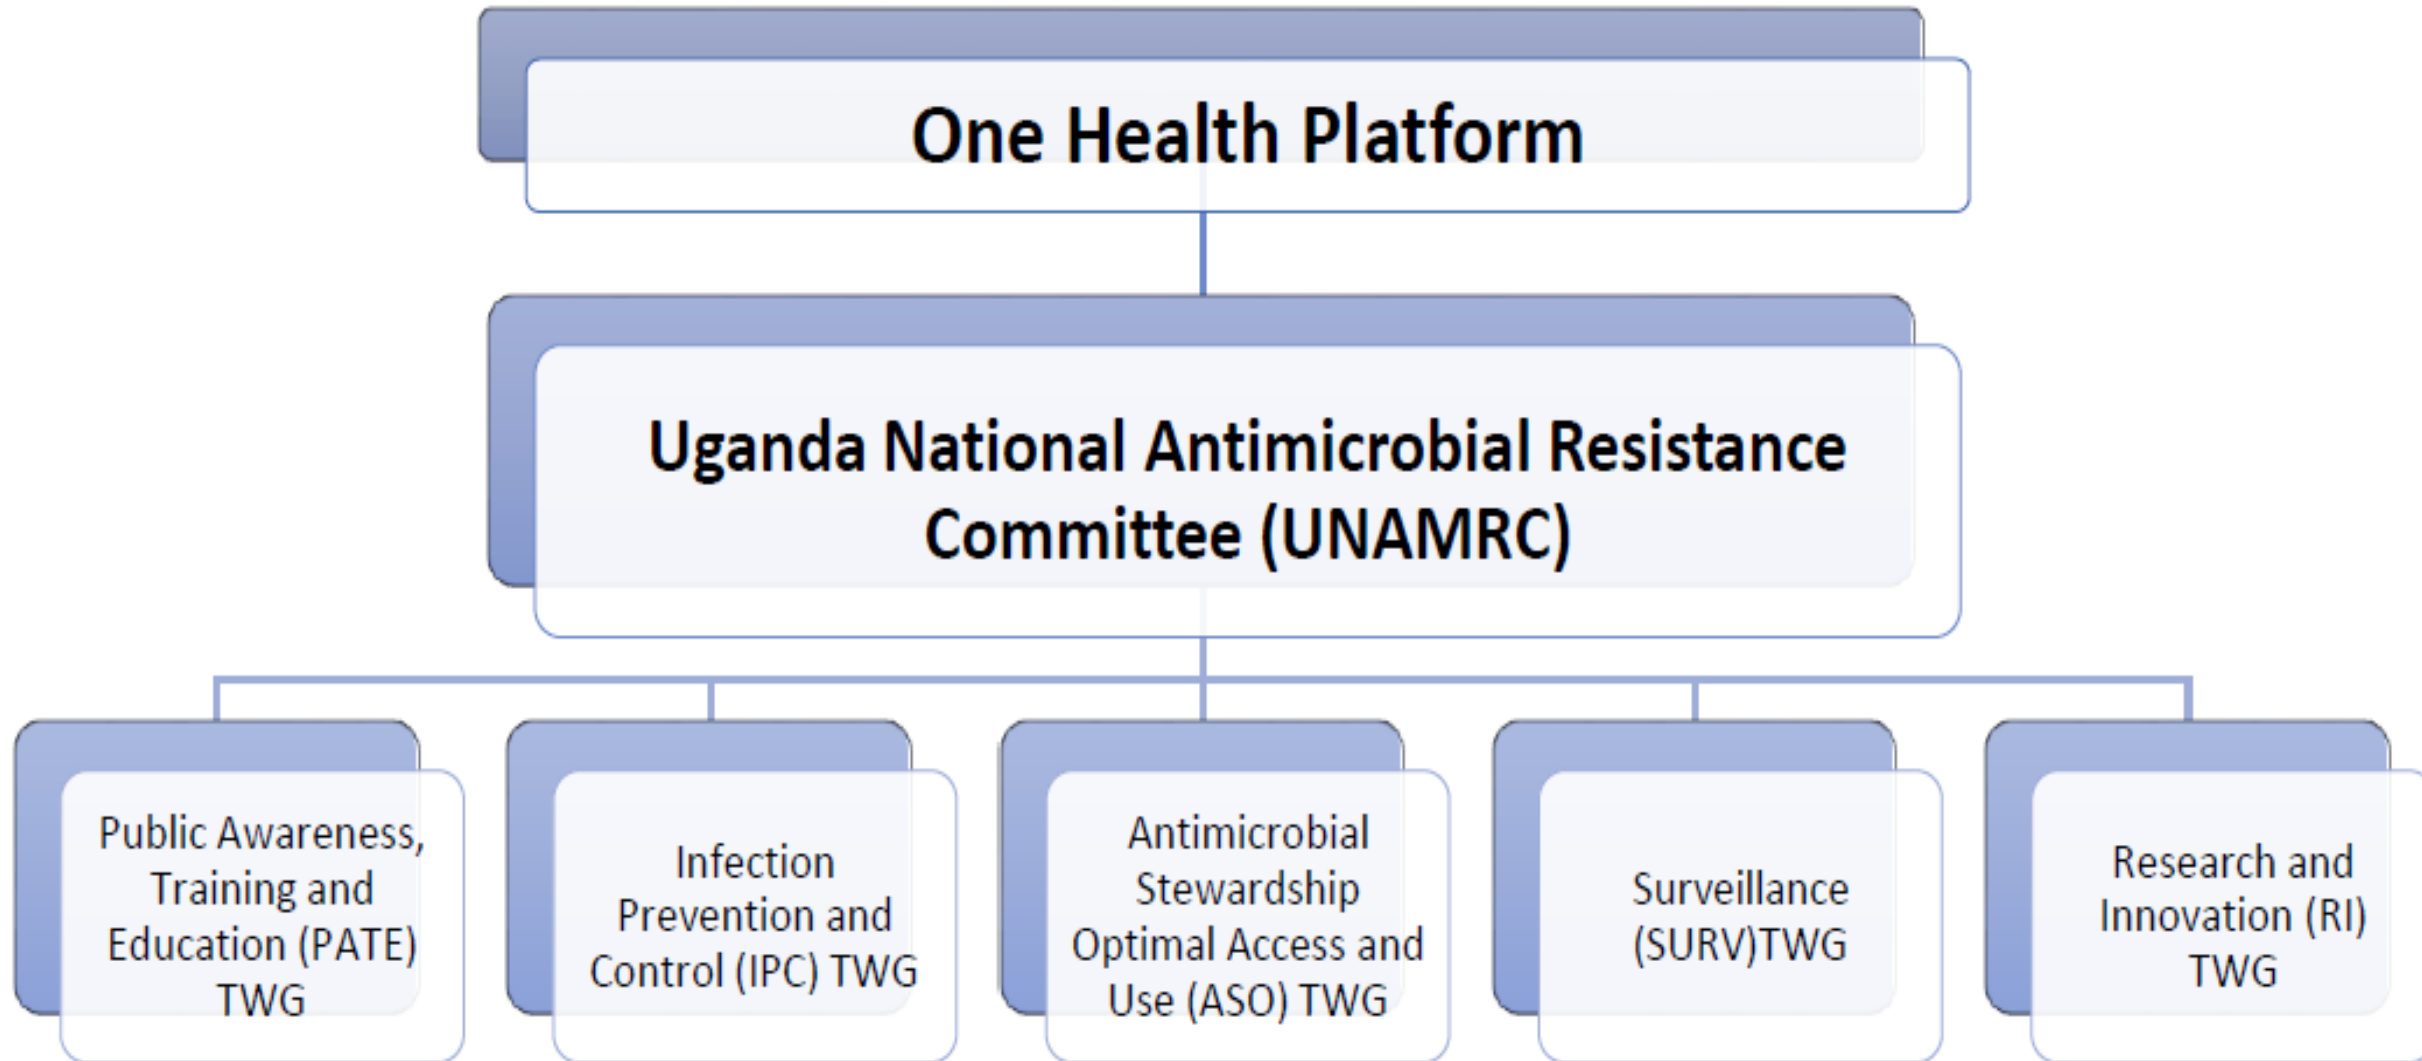 One Health Platform
Uganda National Antimicrobial Resistance
Committee (UNAMRC)
Public Awareness,
Training and
Education (PATE)
TWG
Infection
Prevention and
Control (IPC) TWG
Antimicrobial
Stewardship
Optimal Access and
Use (ASO) TWG
Surveillance
(SURV)TWG
Research and
Innovation (RI)
TWG